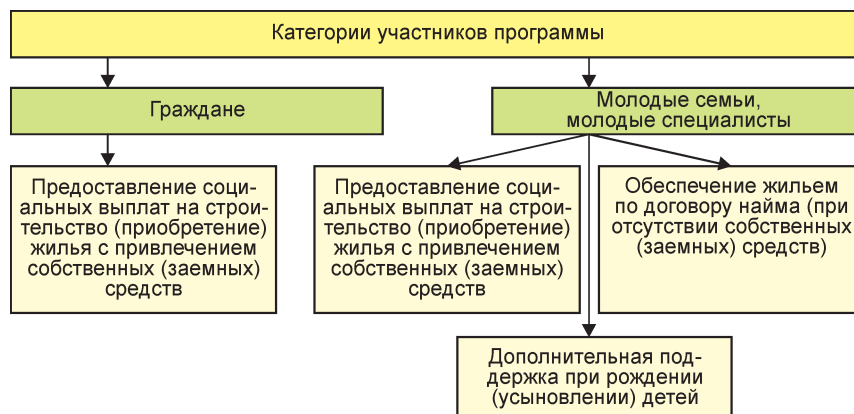 Категории участников программы
Граждане
Молодые семьи,
молодые специалисты
Предоставление соци-
альных выплат на строи-
тельство (приобретение)
жилья с привлечением
собственных (заемных)
средств
Предоставление соци-
альных выплат на строи-
тельство (приобретение)
жилья с привлечением
собственных (заемных)
средств
Обеспечение жильем
по договору найма (при
отсутствии собственных
(заемных) средств)
Дополнительная под-
держка при рождении
(усыновлении) детей